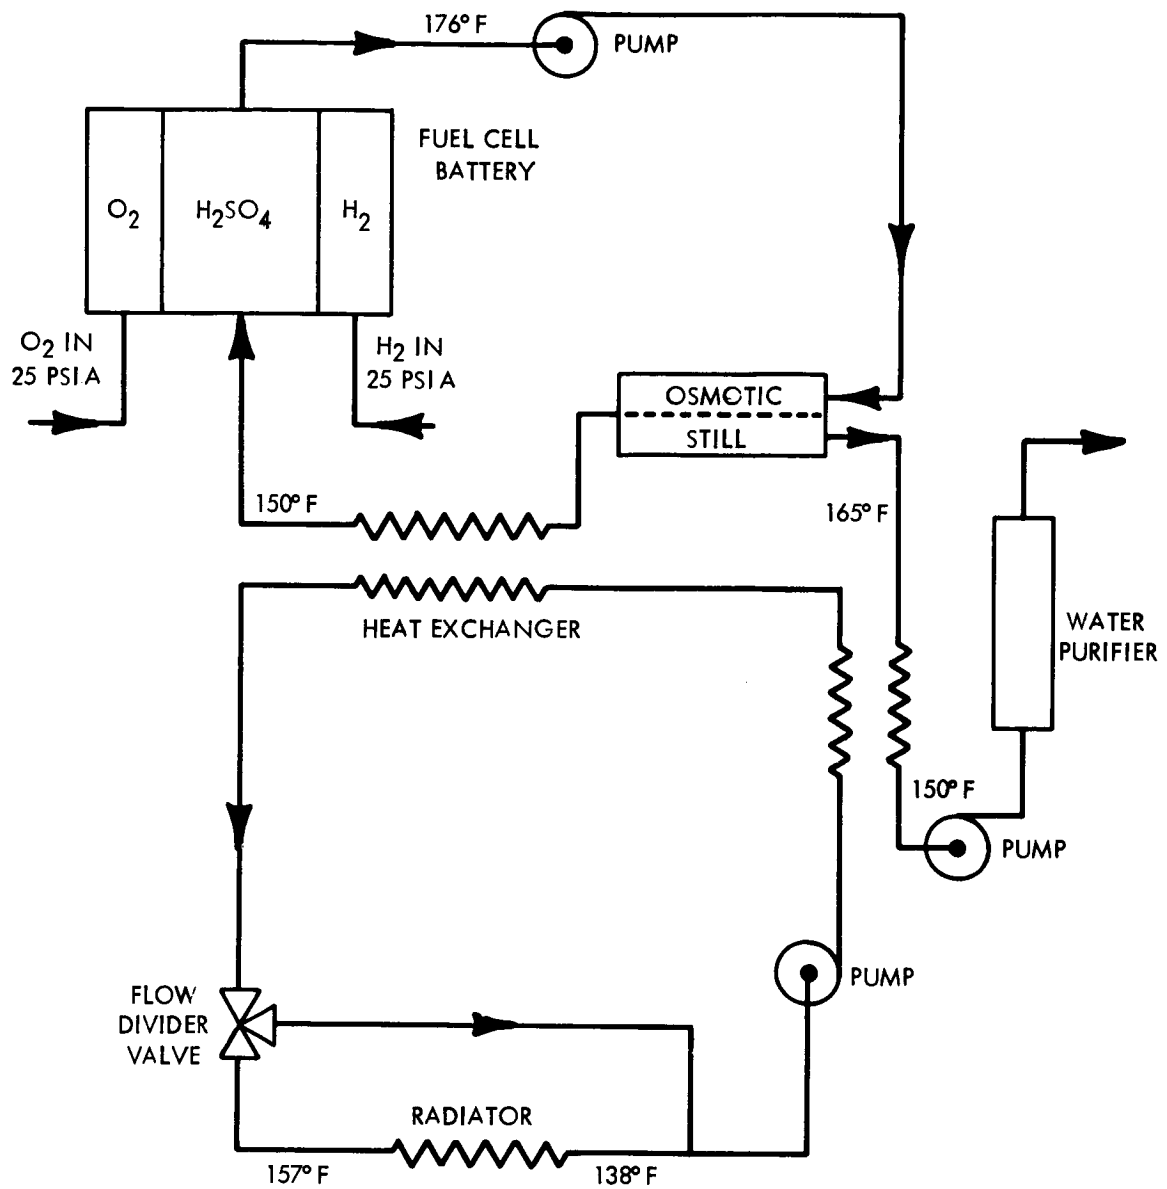 176° F
PUMP
FUEL CELL
BATTERY
O2
H2SO4
H2
O2 IN
25 PSIA
H2 IN
25 PSIA
OSMOTIC
STILL
150° F
165° F
HEAT EXCHANGER
WATER
PURIFIER
150° F
PUMP
PUMP
FLOW
DIVIDER
VALVE
RADIATOR
157° F
138° F